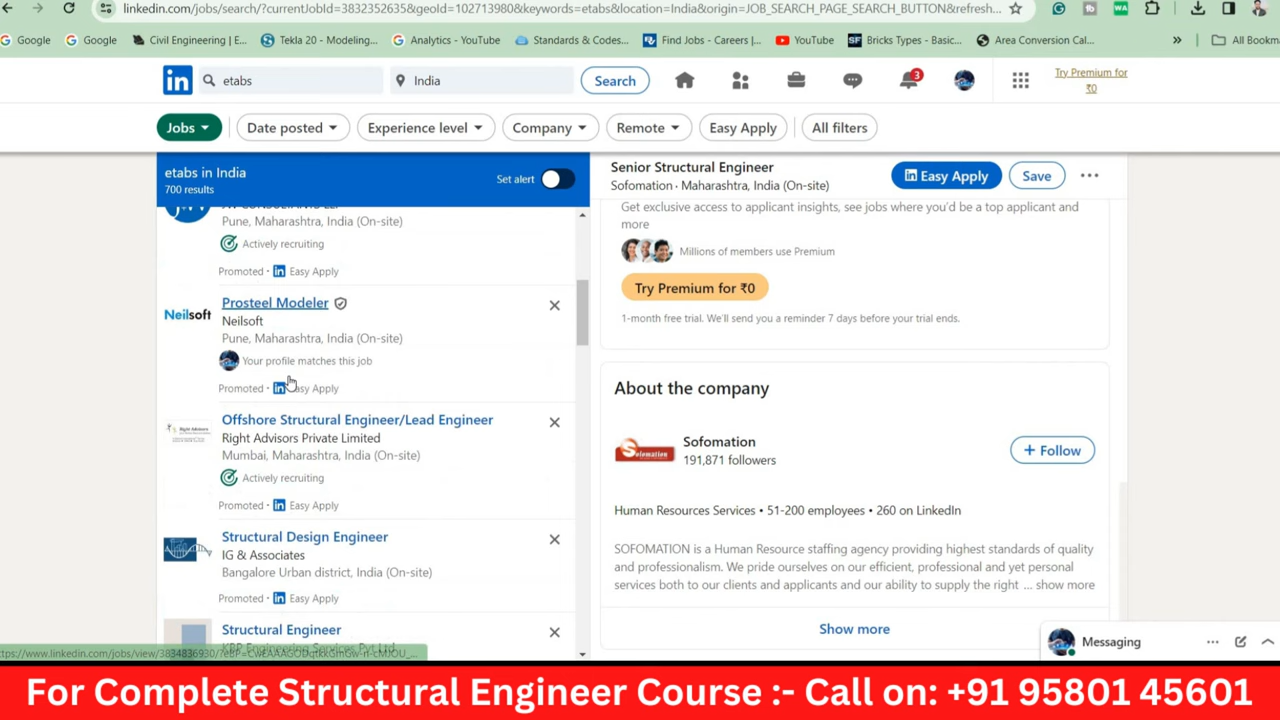 linkedin.com/jobs/search/?currentJobId=3832352635&geoId=102713980&keywords=etabs&location=India&origin=JOB_SEARCH_PAGE_SEARCH_BUTTON&refresh...
Google
Google
Civil Engineering | E...
Tekla 20 - Modeling...
Analytics - YouTube
Standards & Codes...
Find Jobs - Careers |...
YouTube
Bricks Types - Basic...
Area Conversion Cal...
»
All Bookma
in
etabs
India
Search
3
Try Premium for
₹0
Jobs
Date posted
Experience level
Company
Remote
Easy Apply
All filters
etabs in India
700 results
Set alert
Pune, Maharashtra, India (On-site)
Actively recruiting
Promoted · in Easy Apply
Neilsoft
Prosteel Modeler
Neilsoft
Pune, Maharashtra, India (On-site)
Your profile matches this job
Promoted · in Easy Apply
Right Advisors
Offshore Structural Engineer/Lead Engineer
Right Advisors Private Limited
Mumbai, Maharashtra, India (On-site)
Actively recruiting
Promoted · in Easy Apply
Structural Design Engineer
IG & Associates
Bangalore Urban district, India (On-site)
Promoted · in Easy Apply
Structural Engineer
Senior Structural Engineer
Sofomation · Maharashtra, India (On-site)
in Easy Apply
Save
Get exclusive access to applicant insights, see jobs where you'd be a top applicant and
more
Millions of members use Premium
Try Premium for ₹0
1-month free trial. We'll send you a reminder 7 days before your trial ends.
About the company
Sofomation
Sofomation
191,871 followers
+ Follow
Human Resources Services • 51-200 employees • 260 on LinkedIn
SOFOMATION is a Human Resource staffing agency providing highest standards of quality
and professionalism. We pride ourselves on our efficient, professional and yet personal
services both to our clients and applicants and our ability to supply the right ... show more
Show more
Messaging
For Complete Structural Engineer Course :- Call on: +91 95801 45601